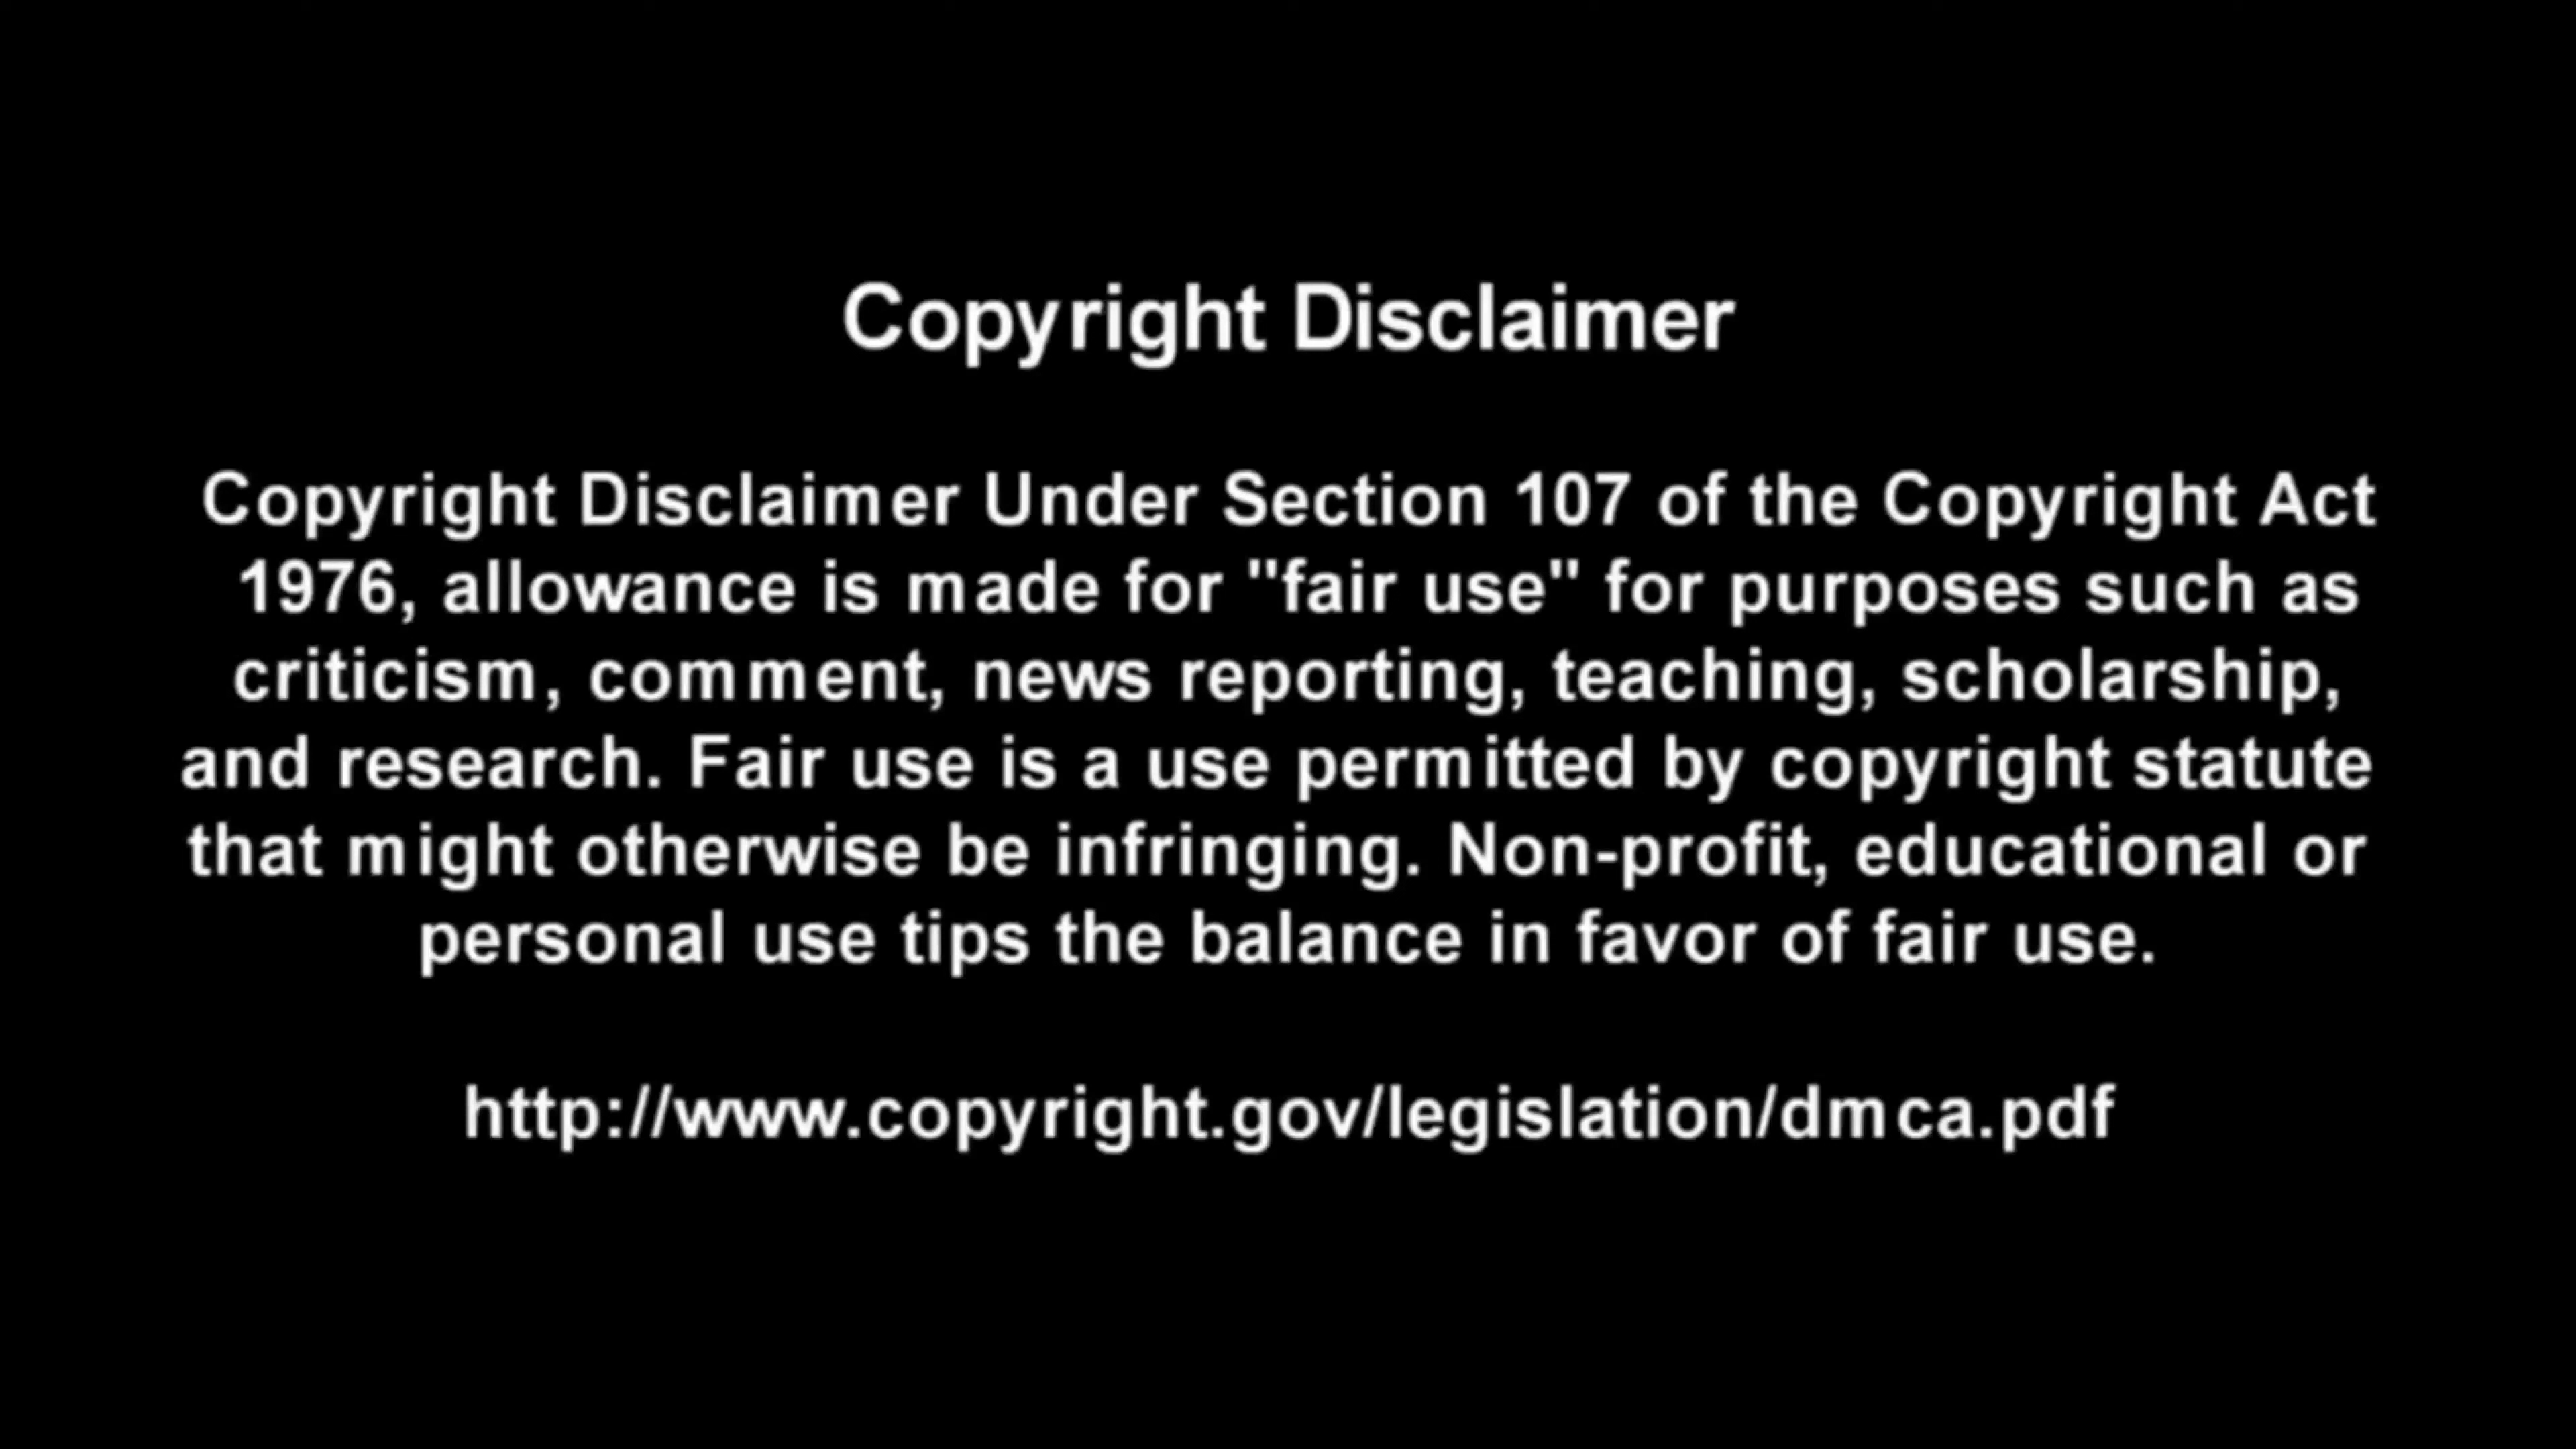 Copyright Disclaimer
Copyright Disclaimer Under Section 107 of the Copyright Act
1976, allowance is made for "fair use" for purposes such as
criticism, comment, news reporting, teaching, scholarship,
and research. Fair use is a use permitted by copyright statute
that might otherwise be infringing. Non-profit, educational or
personal use tips the balance in favor of fair use.
http://www.copyright.gov/legislation/dmca.pdf